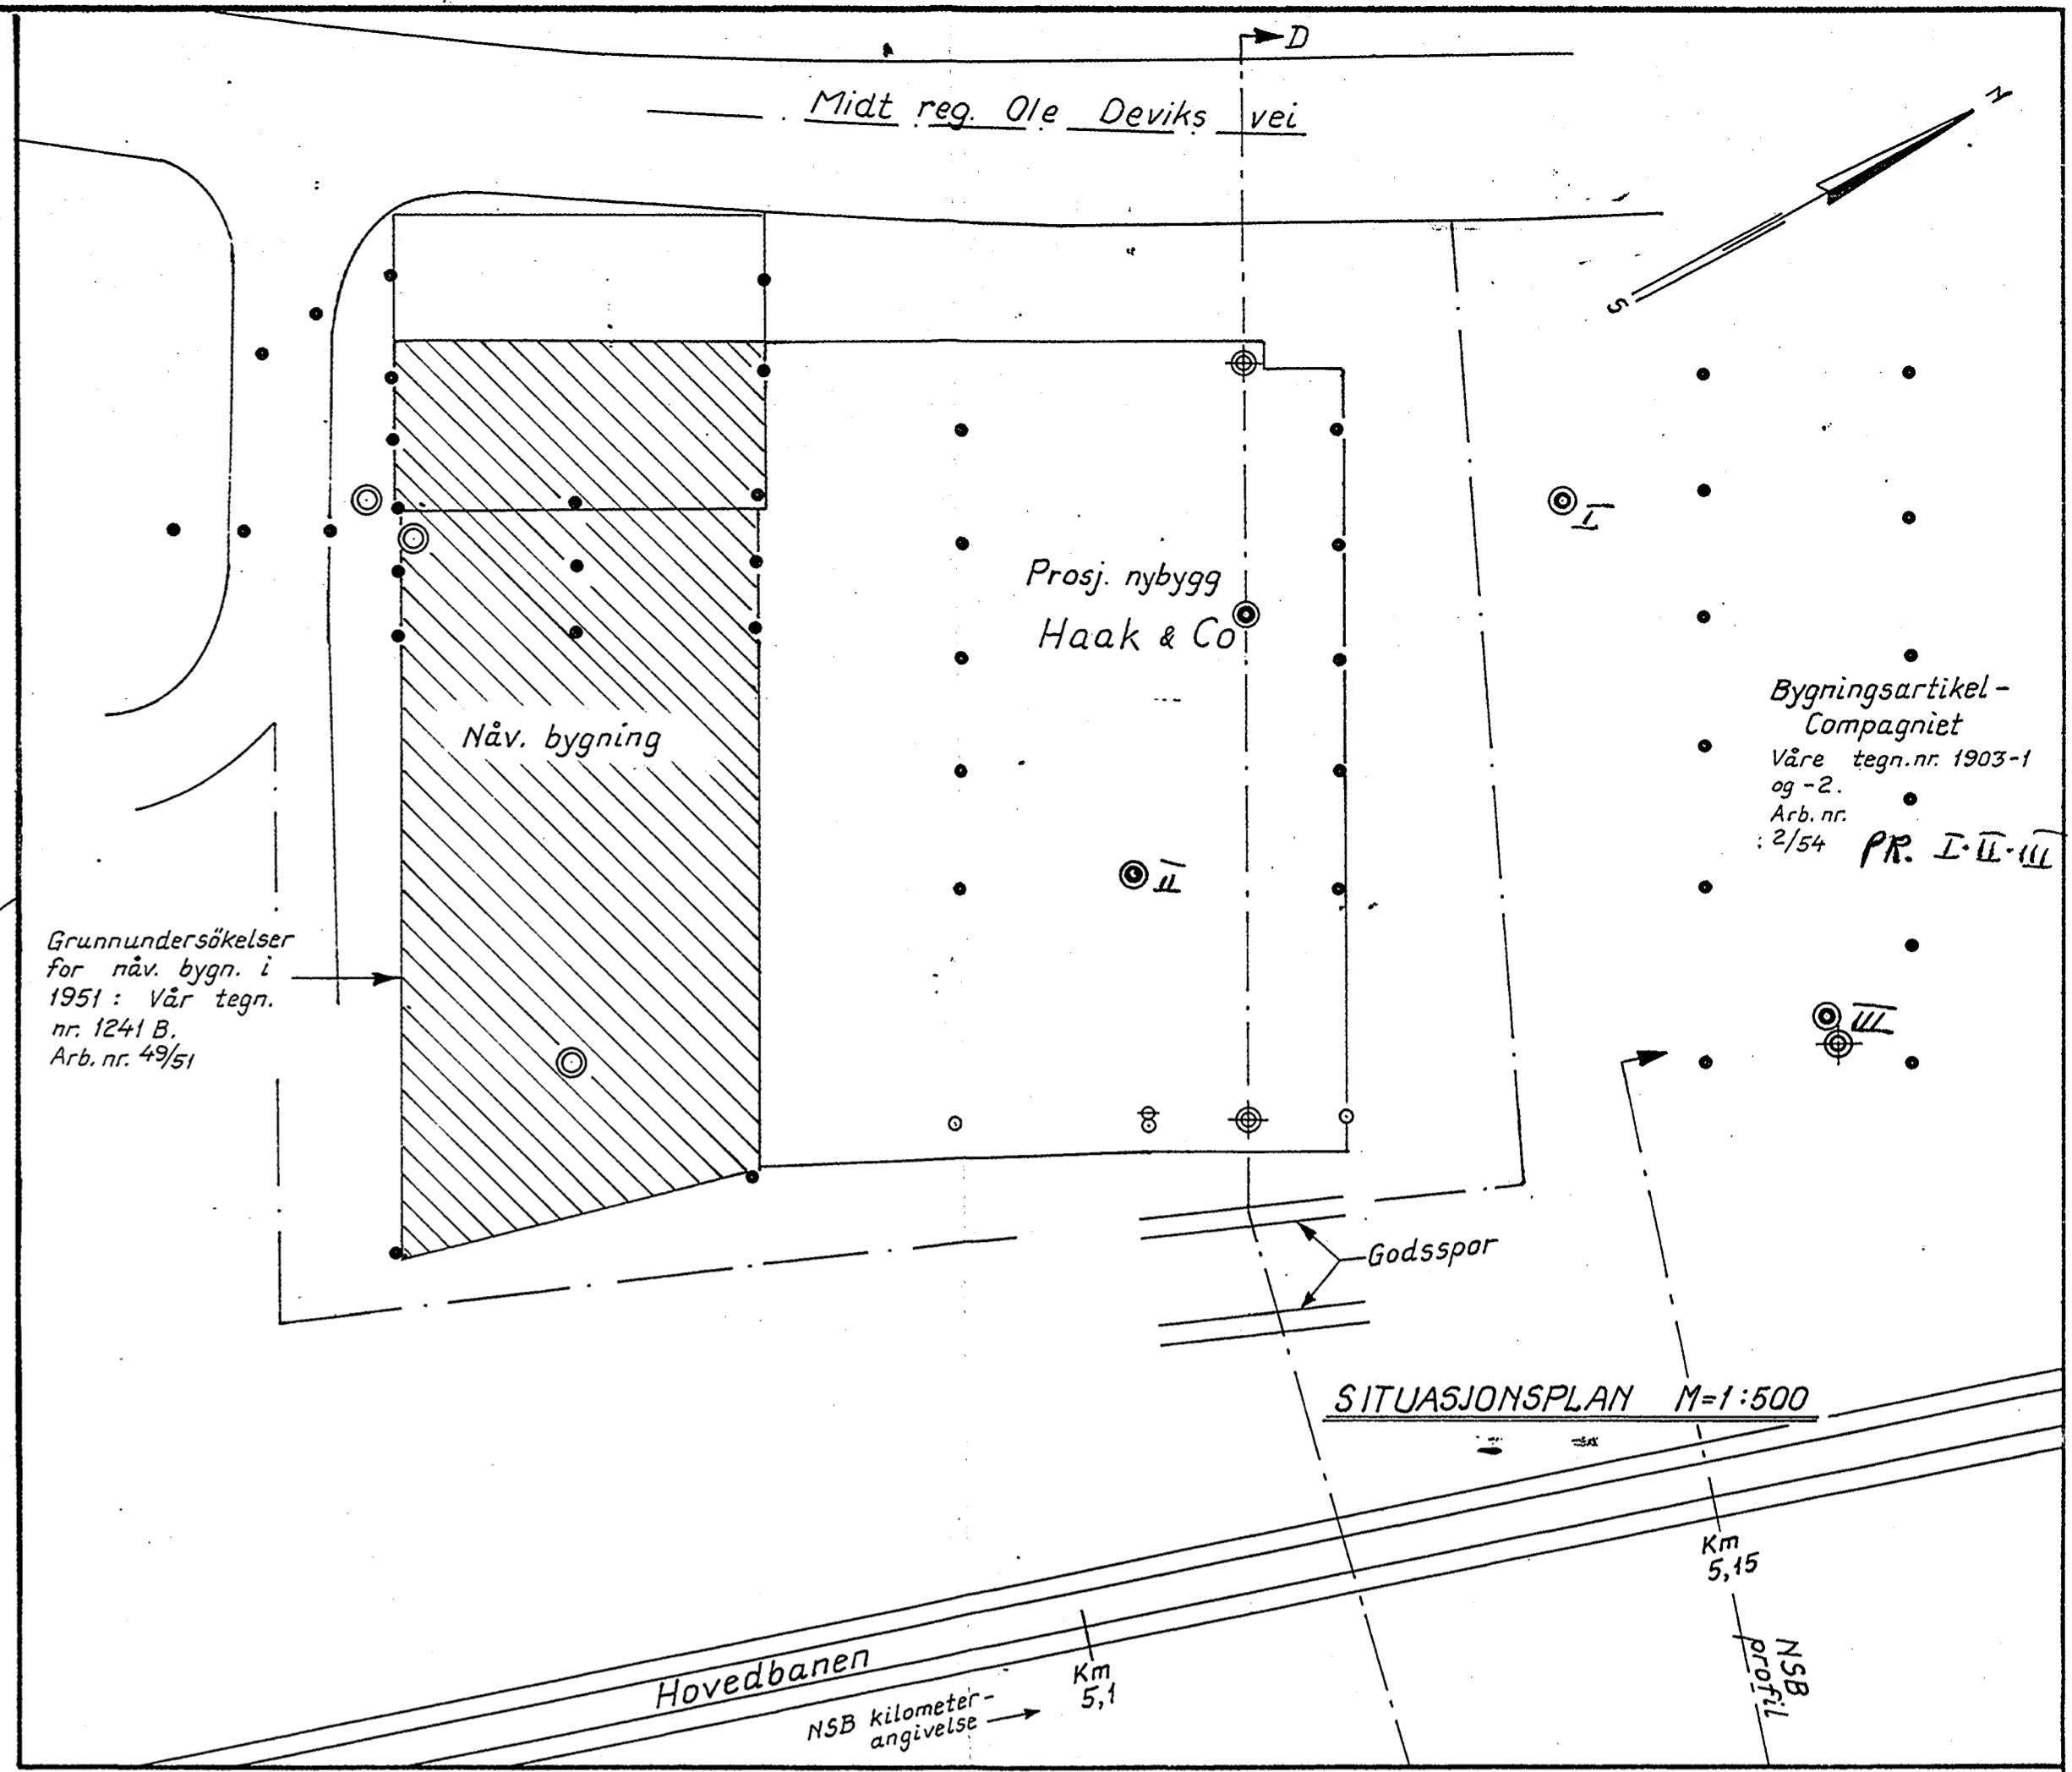 D
Midt reg. Ole Deviks vei
N
S
I
Prosj. nybygg
Haak & Co
Nåv. bygning
Bygningsartikel-
Compagniet
Våre tegn.nr. 1903-1
og -2.
Arb. nr.
2/54
PR. I·II·III
II
Grunnundersökelser
for nåv. bygn. i
1951: Vår tegn.
nr. 1241 B.
Arb. nr. 49/51
III
Godsspor
SITUASJONSPLAN M=1:500
Km
5,15
Hovedbanen
Km
5,1
NSB kilometer-
angivelse
NSB
profil